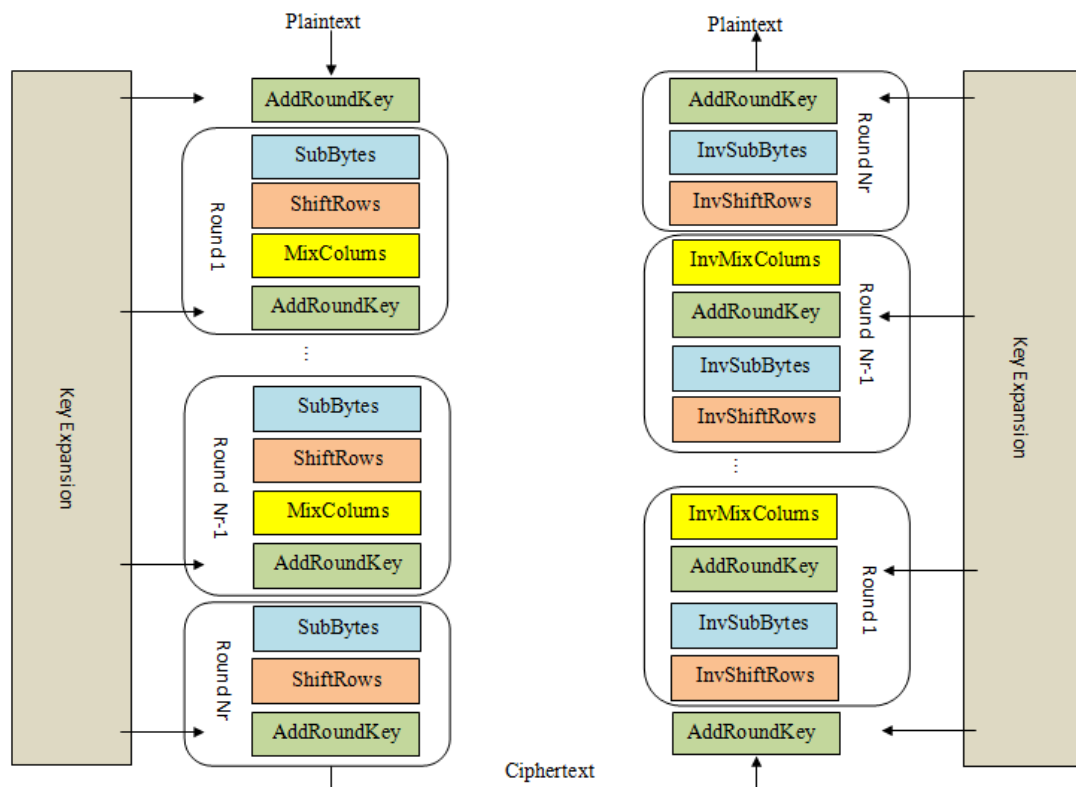 Plaintext
AddRoundKey
SubBytes
ShiftRows
MixColums
AddRoundKey
Round 1
...
SubBytes
ShiftRows
MixColums
AddRoundKey
Round Nr-1
SubBytes
ShiftRows
AddRoundKey
Round Nr
Key Expansion
Plaintext
AddRoundKey
InvSubBytes
InvShiftRows
Round Nr
InvMixColums
AddRoundKey
InvSubBytes
InvShiftRows
Round Nr-1
...
InvMixColums
AddRoundKey
InvSubBytes
InvShiftRows
Round 1
AddRoundKey
Key Expansion
Ciphertext